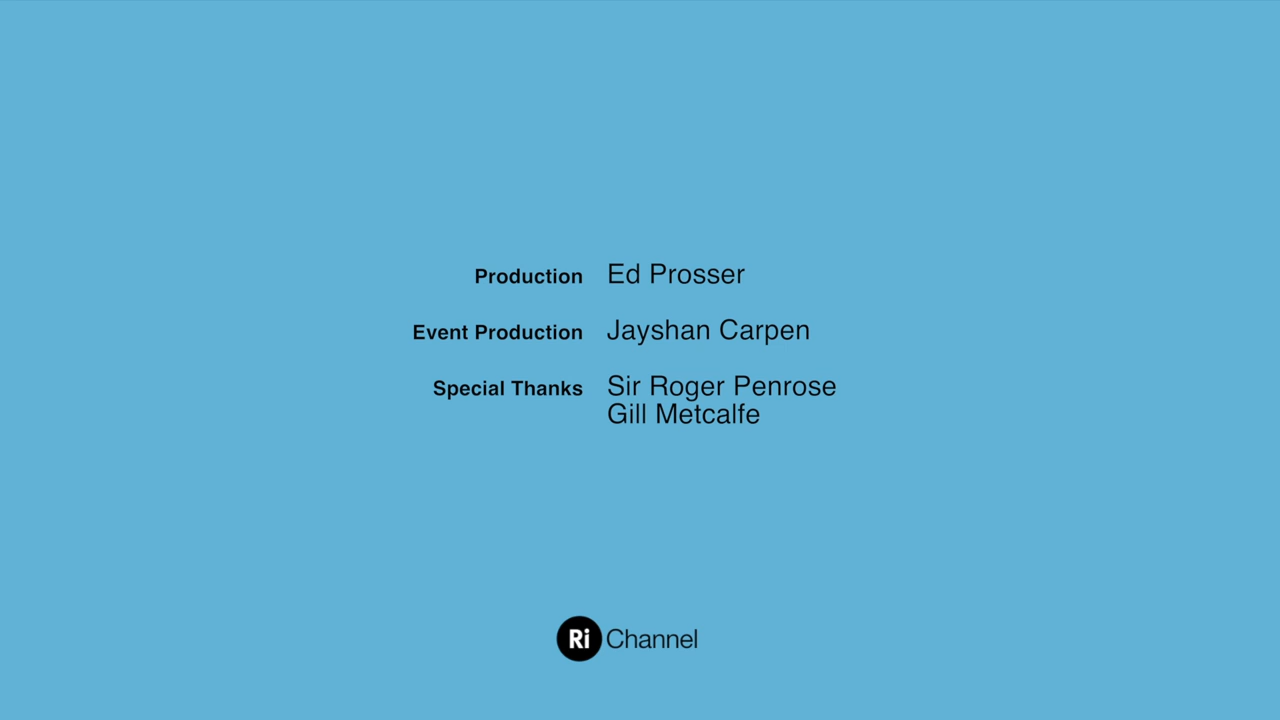 Production Ed Prosser
Event Production Jayshan Carpen
Special Thanks Sir Roger Penrose
Gill Metcalfe
Ri Channel